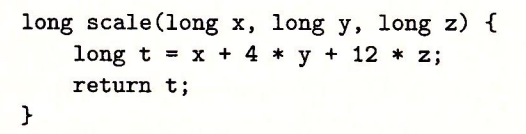 long scale(long x, long y, long z) {
    long t = x + 4 * y + 12 * z;
    return t;
}